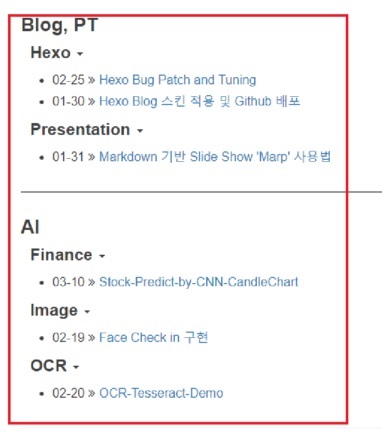 Blog, PT
Hexo
02-25 » Hexo Bug Patch and Tuning
01-30 » Hexo Blog 스킨 적용 및 Github 배포
Presentation
01-31 » Markdown 기반 Slide Show 'Marp' 사용법
AI
Finance
03-10 » Stock-Predict-by-CNN-CandleChart
Image
02-19 » Face Check in 구현
OCR
02-20 » OCR-Tesseract-Demo